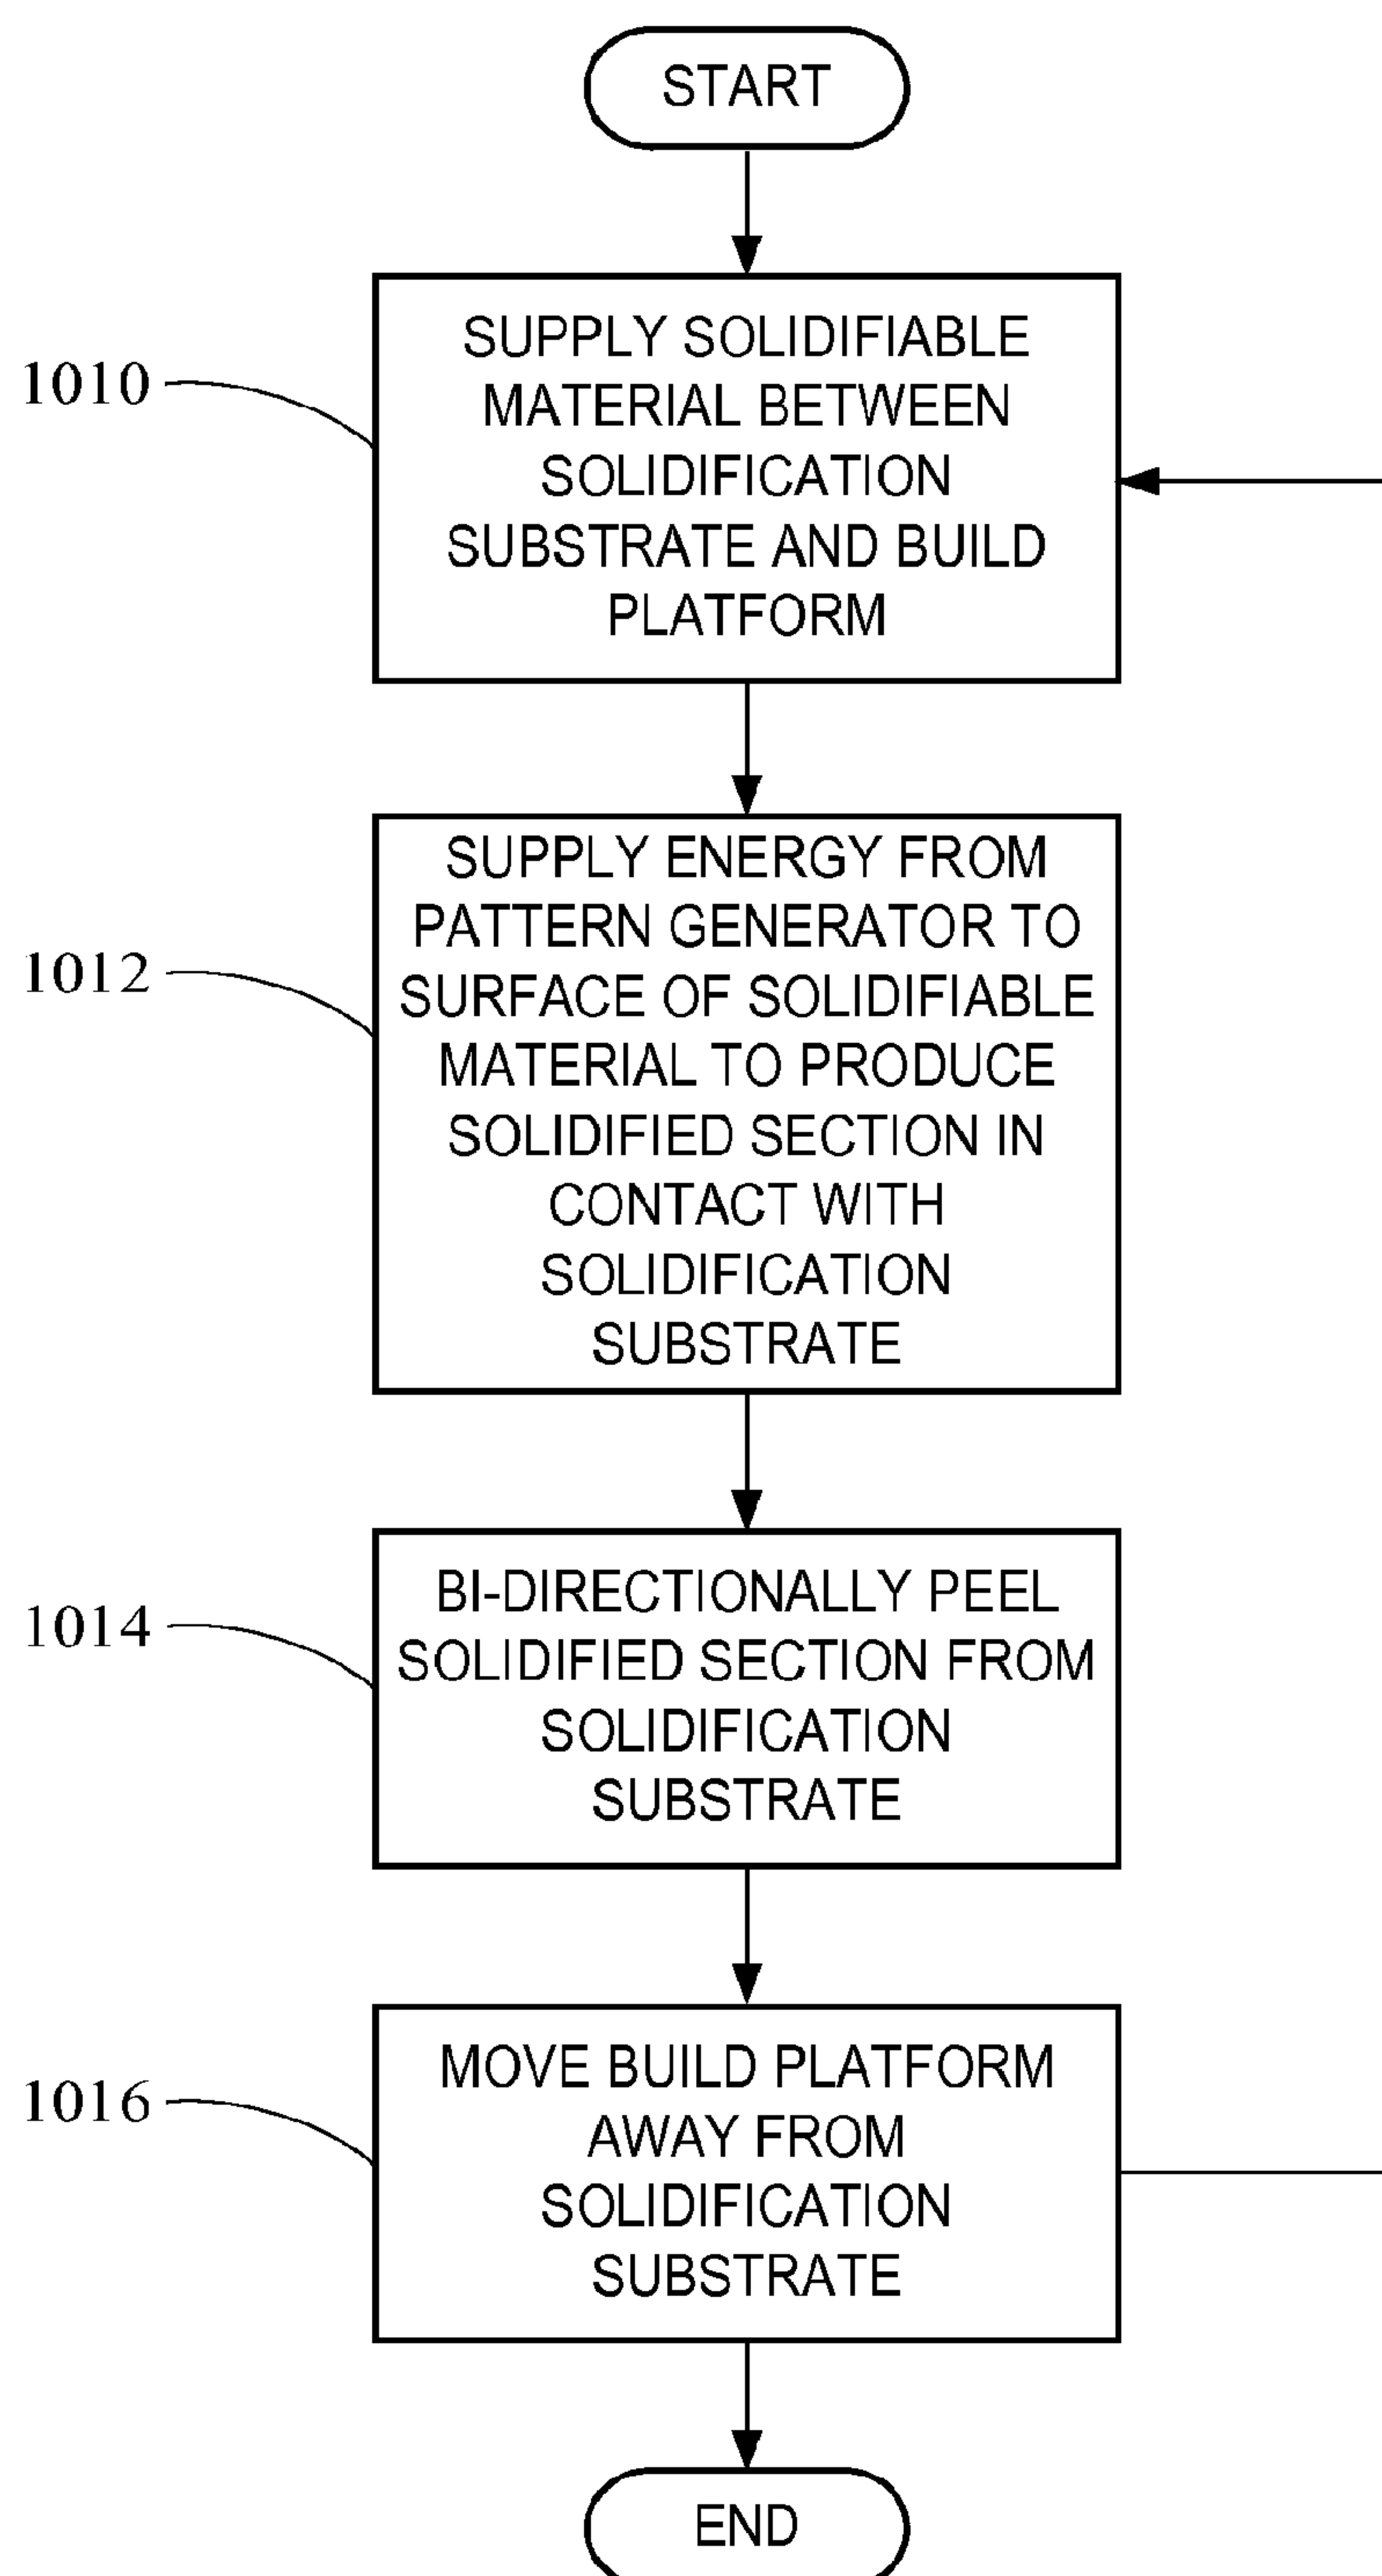 START
1010
SUPPLY SOLIDIFIABLE
MATERIAL BETWEEN
SOLIDIFICATION
SUBSTRATE AND BUILD
PLATFORM
1012
SUPPLY ENERGY FROM
PATTERN GENERATOR TO
SURFACE OF SOLIDIFIABLE
MATERIAL TO PRODUCE
SOLIDIFIED SECTION IN
CONTACT WITH
SOLIDIFICATION
SUBSTRATE
1014
BI-DIRECTIONALLY PEEL
SOLIDIFIED SECTION FROM
SOLIDIFICATION
SUBSTRATE
1016
MOVE BUILD PLATFORM
AWAY FROM
SOLIDIFICATION
SUBSTRATE
END